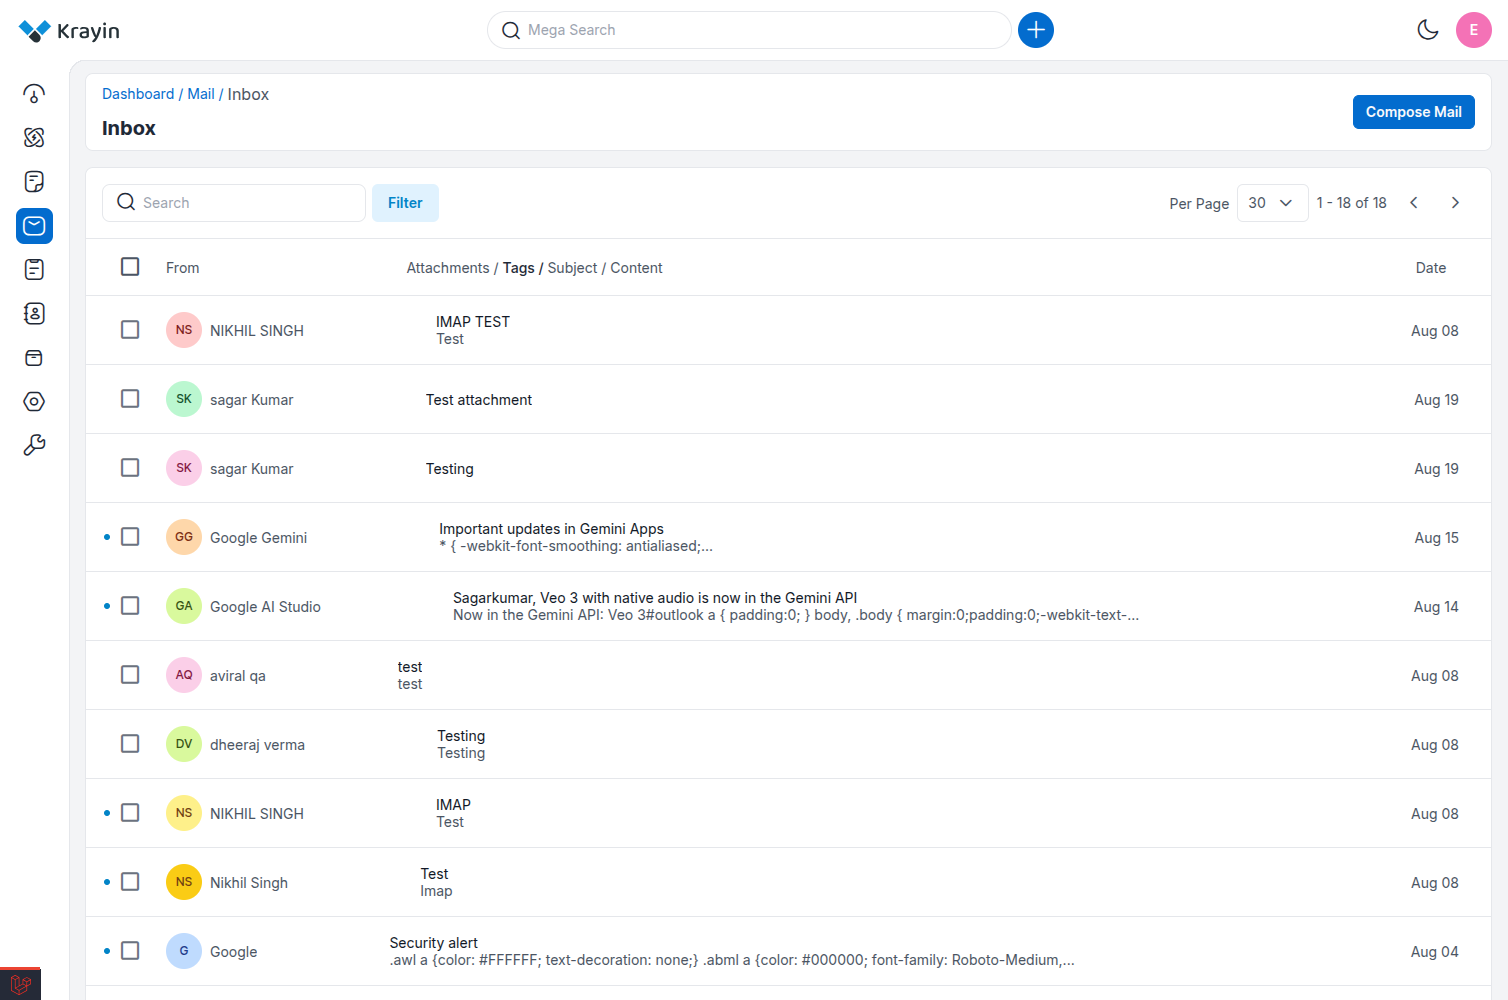 Krayin
Mega Search
E
Dashboard / Mail / Inbox
Inbox
Compose Mail
Search
Filter
Per Page
30
1 - 18 of 18
From
Attachments / Tags / Subject / Content
Date
NS
NIKHIL SINGH
IMAP TEST
Test
Aug 08
SK
sagar Kumar
Test attachment
Aug 19
SK
sagar Kumar
Testing
Aug 19
GG
Google Gemini
Important updates in Gemini Apps
* { -webkit-font-smoothing: antialiased;...
Aug 15
GA
Google AI Studio
Sagarkumar, Veo 3 with native audio is now in the Gemini API
Now in the Gemini API: Veo 3#outlook a { padding:0; } body, .body { margin:0;padding:0;-webkit-text-...
Aug 14
AQ
aviral qa
test
test
Aug 08
DV
dheeraj verma
Testing
Testing
Aug 08
NS
NIKHIL SINGH
IMAP
Test
Aug 08
NS
Nikhil Singh
Test
Imap
Aug 08
G
Google
Security alert
.awl a {color: #FFFFFF; text-decoration: none;} .abml a {color: #000000; font-family: Roboto-Medium,...
Aug 04